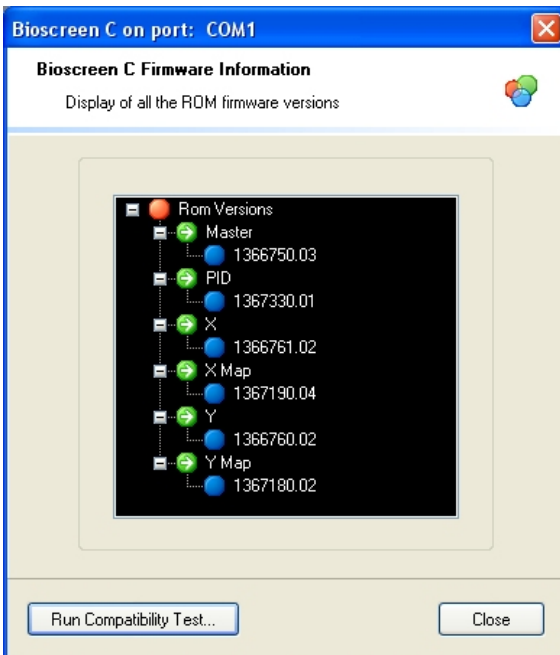 Bioscreen C on port: COM1
Bioscreen C Firmware Information
Display of all the ROM firmware versions
Rom Versions
Master
1366750.03
PID
1367330.01
X
1366761.02
X Map
1367190.04
Y
1366760.02
Y Map
1367180.02
Run Compatibility Test...
Close